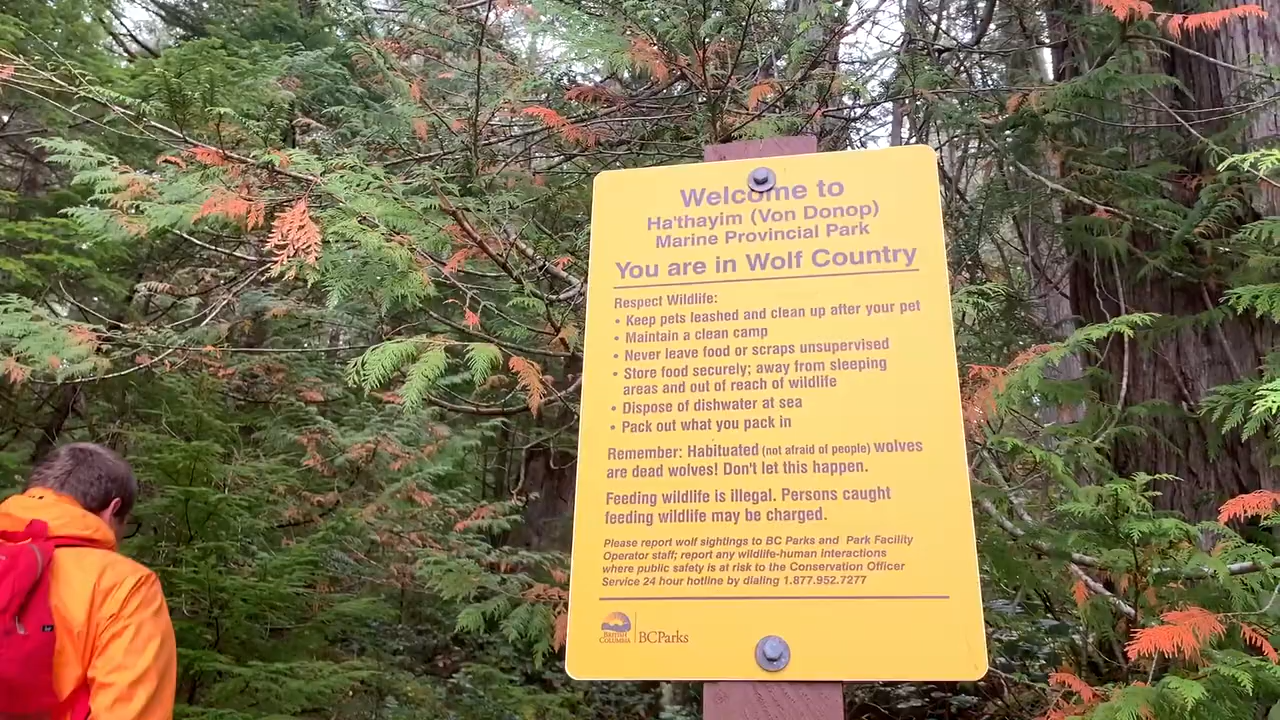 Welcome to
Ha'thayim (Von Donop)
Marine Provincial Park
You are in Wolf Country
Respect Wildlife:
• Keep pets leashed and clean up after your pet
• Maintain a clean camp
• Never leave food or scraps unsupervised
• Store food securely; away from sleeping
areas and out of reach of wildlife
• Dispose of dishwater at sea
• Pack out what you pack in
Remember: Habituated (not afraid of people) wolves
are dead wolves! Don't let this happen.
Feeding wildlife is illegal. Persons caught
feeding wildlife may be charged.
Please report wolf sightings to BC Parks and Park Facility
Operator staff; report any wildlife-human interactions
where public safety is at risk to the Conservation Officer
Service 24 hour hotline by dialing 1.877.952.7277
BRITISH
COLUMBIA
BCParks